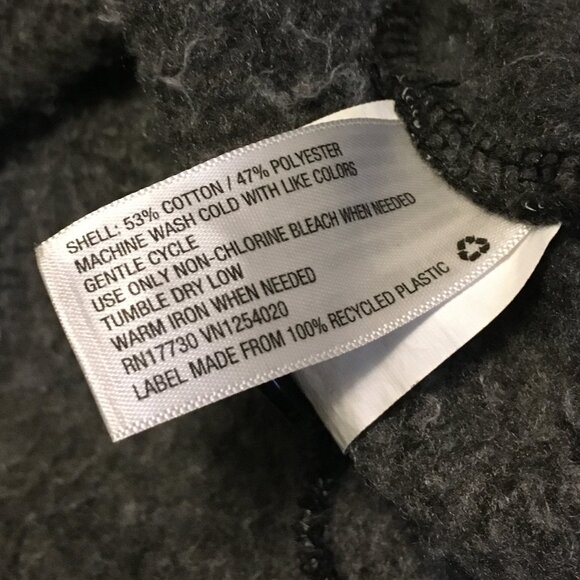 SHELL: 53% COTTON / 47% POLYESTER
MACHINE WASH COLD WITH LIKE COLORS
GENTLE CYCLE
USE ONLY NON-CHLORINE BLEACH WHEN NEEDED
TUMBLE DRY LOW
WARM IRON WHEN NEEDED
RN17730 VN1254020
LABEL MADE FROM 100% RECYCLED PLASTIC